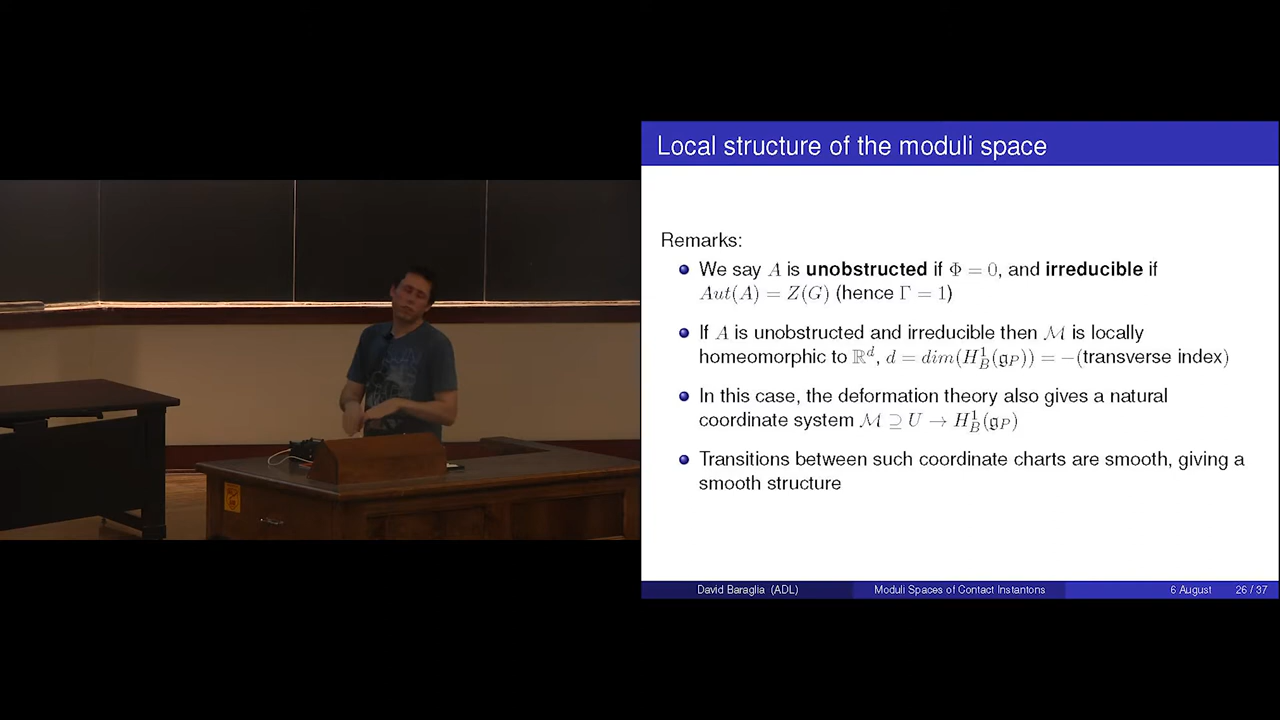 Local structure of the moduli space
Remarks:
We say A is unobstructed if Φ = 0, and irreducible if
Aut(A) = Z(G) (hence Γ = 1)
If A is unobstructed and irreducible then ℳ is locally
homeomorphic to ℝ^d, d = dim(H^1_B(𝔤_P)) = −(transverse index)
In this case, the deformation theory also gives a natural
coordinate system ℳ ⊇ U → H^1_B(𝔤_P)
Transitions between such coordinate charts are smooth, giving a
smooth structure
David Baraglia (ADL) Moduli Spaces of Contact Instantons 6 August 26 / 37